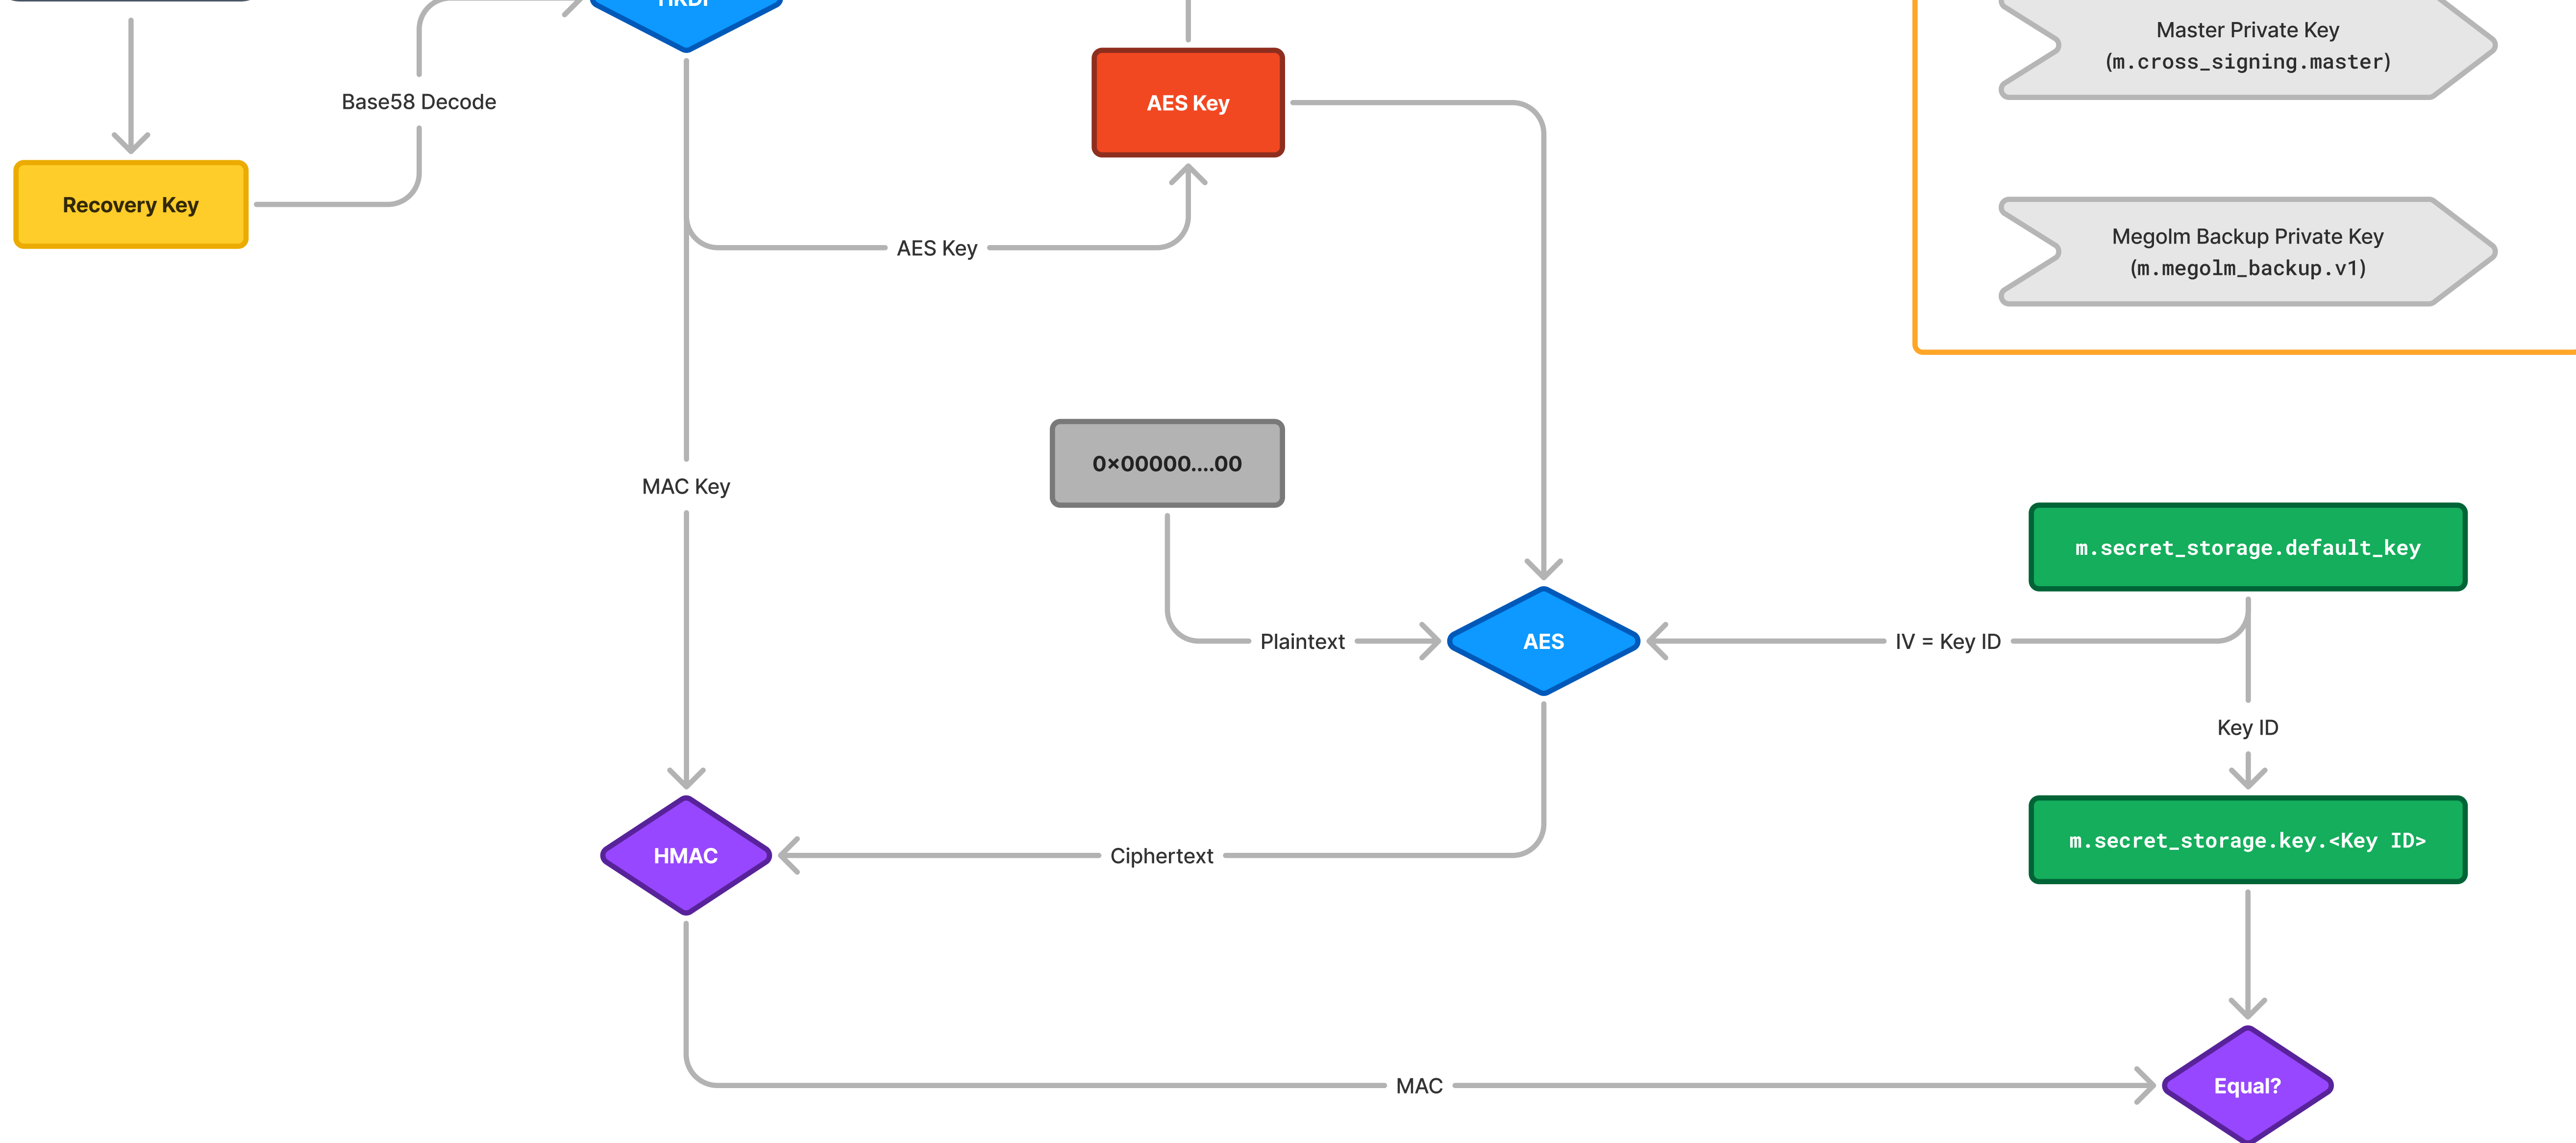 Master Private Key
(m.cross_signing.master)
Base58 Decode
AES Key
Recovery Key
AES Key
Megolm Backup Private Key
(m.megolm_backup.v1)
0×00000....00
MAC Key
m.secret_storage.default_key
Plaintext
AES
IV = Key ID
Key ID
m.secret_storage.key.<Key ID>
HMAC
Ciphertext
MAC
Equal?